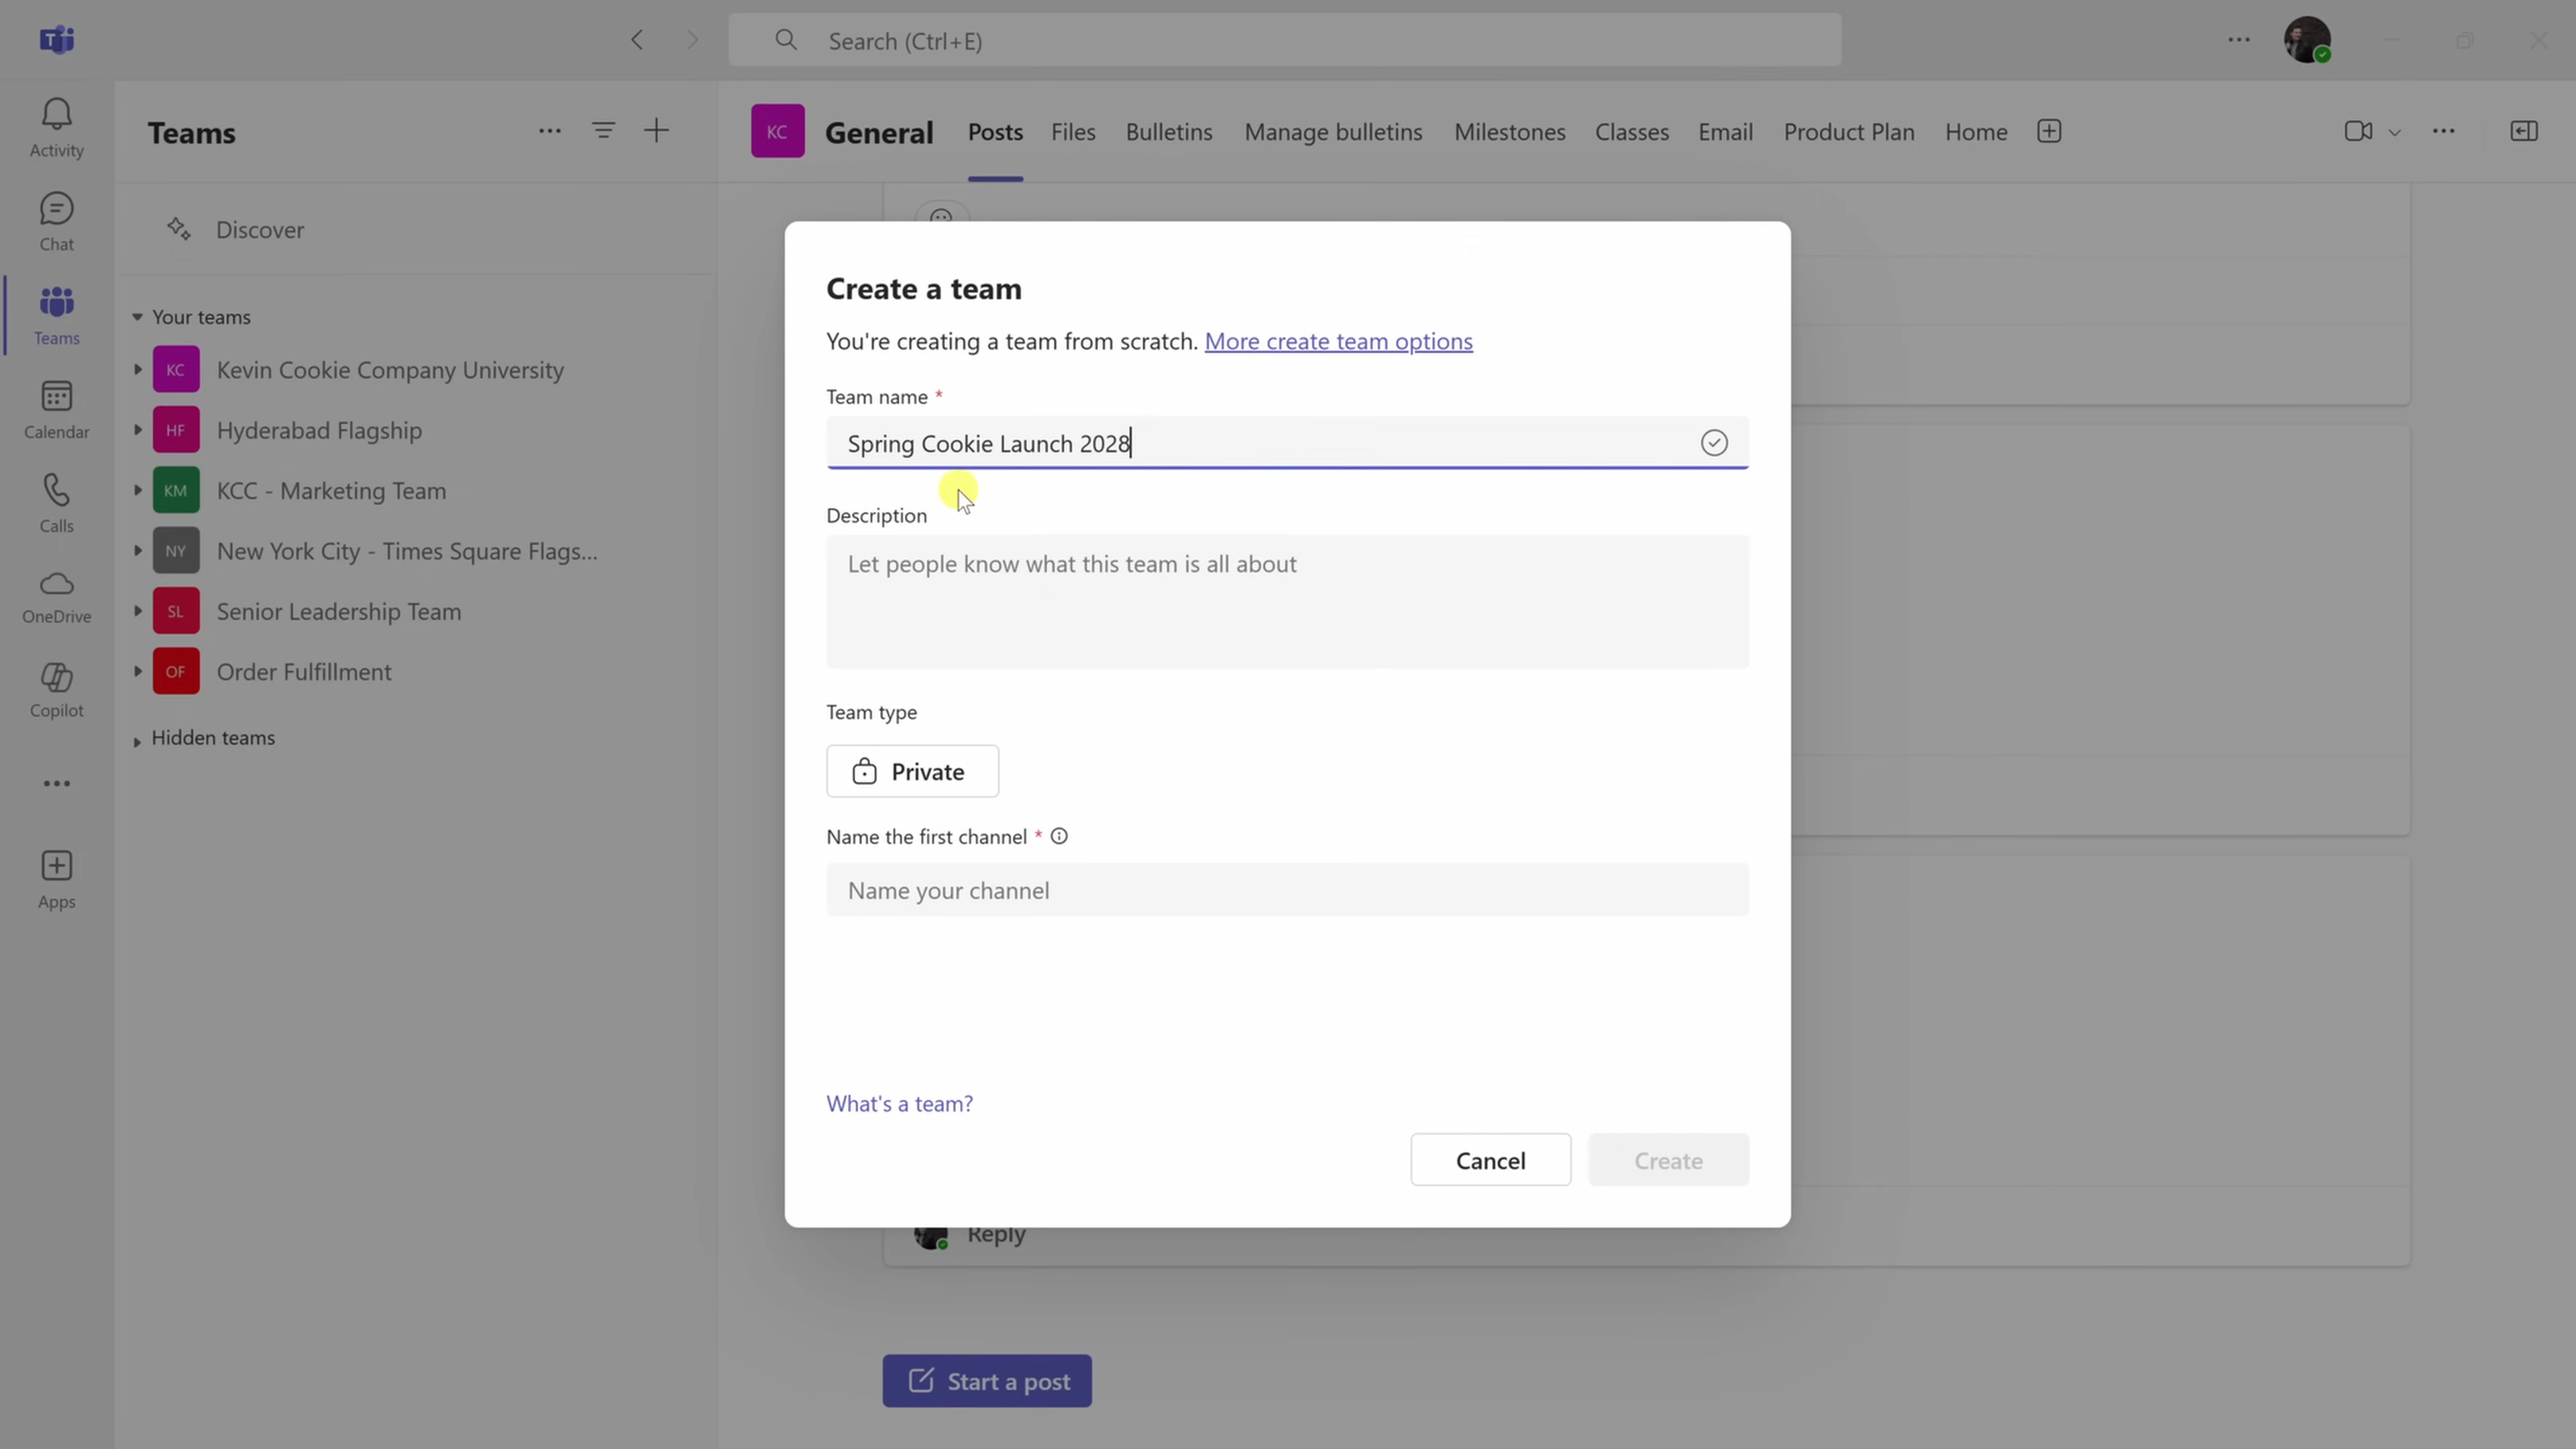 Search (Ctrl+E)
Activity
Chat
Teams
Calendar
Calls
OneDrive
Copilot
Apps
Teams
Discover
Your teams
KC Kevin Cookie Company University
HF Hyderabad Flagship
KM KCC - Marketing Team
NY New York City - Times Square Flags...
SL Senior Leadership Team
OF Order Fulfillment
Hidden teams
KC General Posts Files Bulletins Manage bulletins Milestones Classes Email Product Plan Home
Create a team
You're creating a team from scratch. More create team options
Team name *
Spring Cookie Launch 2028
Description
Let people know what this team is all about
Team type
Private
Name the first channel *
Name your channel
What's a team?
Cancel Create
Reply
Start a post